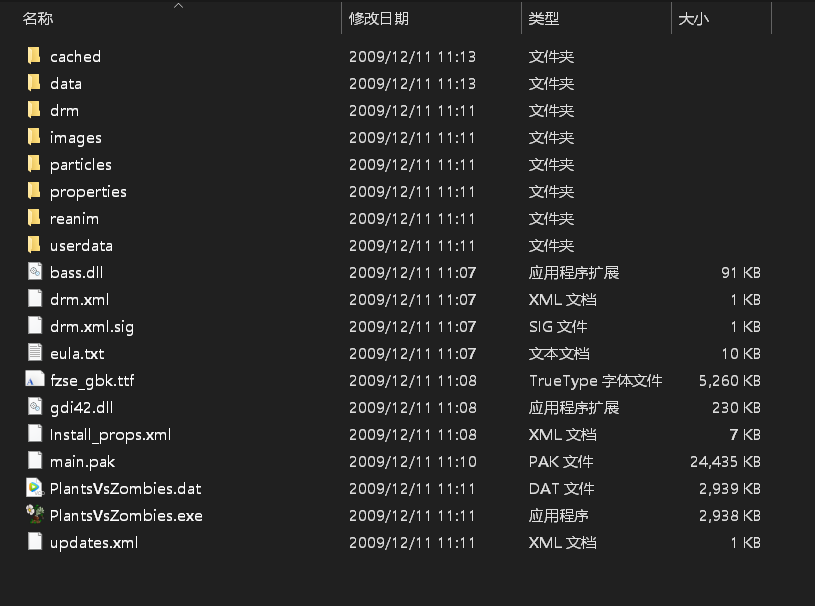 名称 修改日期 类型 大小
cached 2009/12/11 11:13 文件夹
data 2009/12/11 11:13 文件夹
drm 2009/12/11 11:11 文件夹
images 2009/12/11 11:11 文件夹
particles 2009/12/11 11:11 文件夹
properties 2009/12/11 11:11 文件夹
reanim 2009/12/11 11:11 文件夹
userdata 2009/12/11 11:11 文件夹
bass.dll 2009/12/11 11:07 应用程序扩展 91 KB
drm.xml 2009/12/11 11:07 XML 文档 1 KB
drm.xml.sig 2009/12/11 11:07 SIG 文件 1 KB
eula.txt 2009/12/11 11:07 文本文档 10 KB
fzse_gbk.ttf 2009/12/11 11:08 TrueType 字体文件 5,260 KB
gdi42.dll 2009/12/11 11:08 应用程序扩展 230 KB
Install_props.xml 2009/12/11 11:08 XML 文档 7 KB
main.pak 2009/12/11 11:10 PAK 文件 24,435 KB
PlantsVsZombies.dat 2009/12/11 11:11 DAT 文件 2,939 KB
PlantsVsZombies.exe 2009/12/11 11:11 应用程序 2,938 KB
updates.xml 2009/12/11 11:11 XML 文档 1 KB